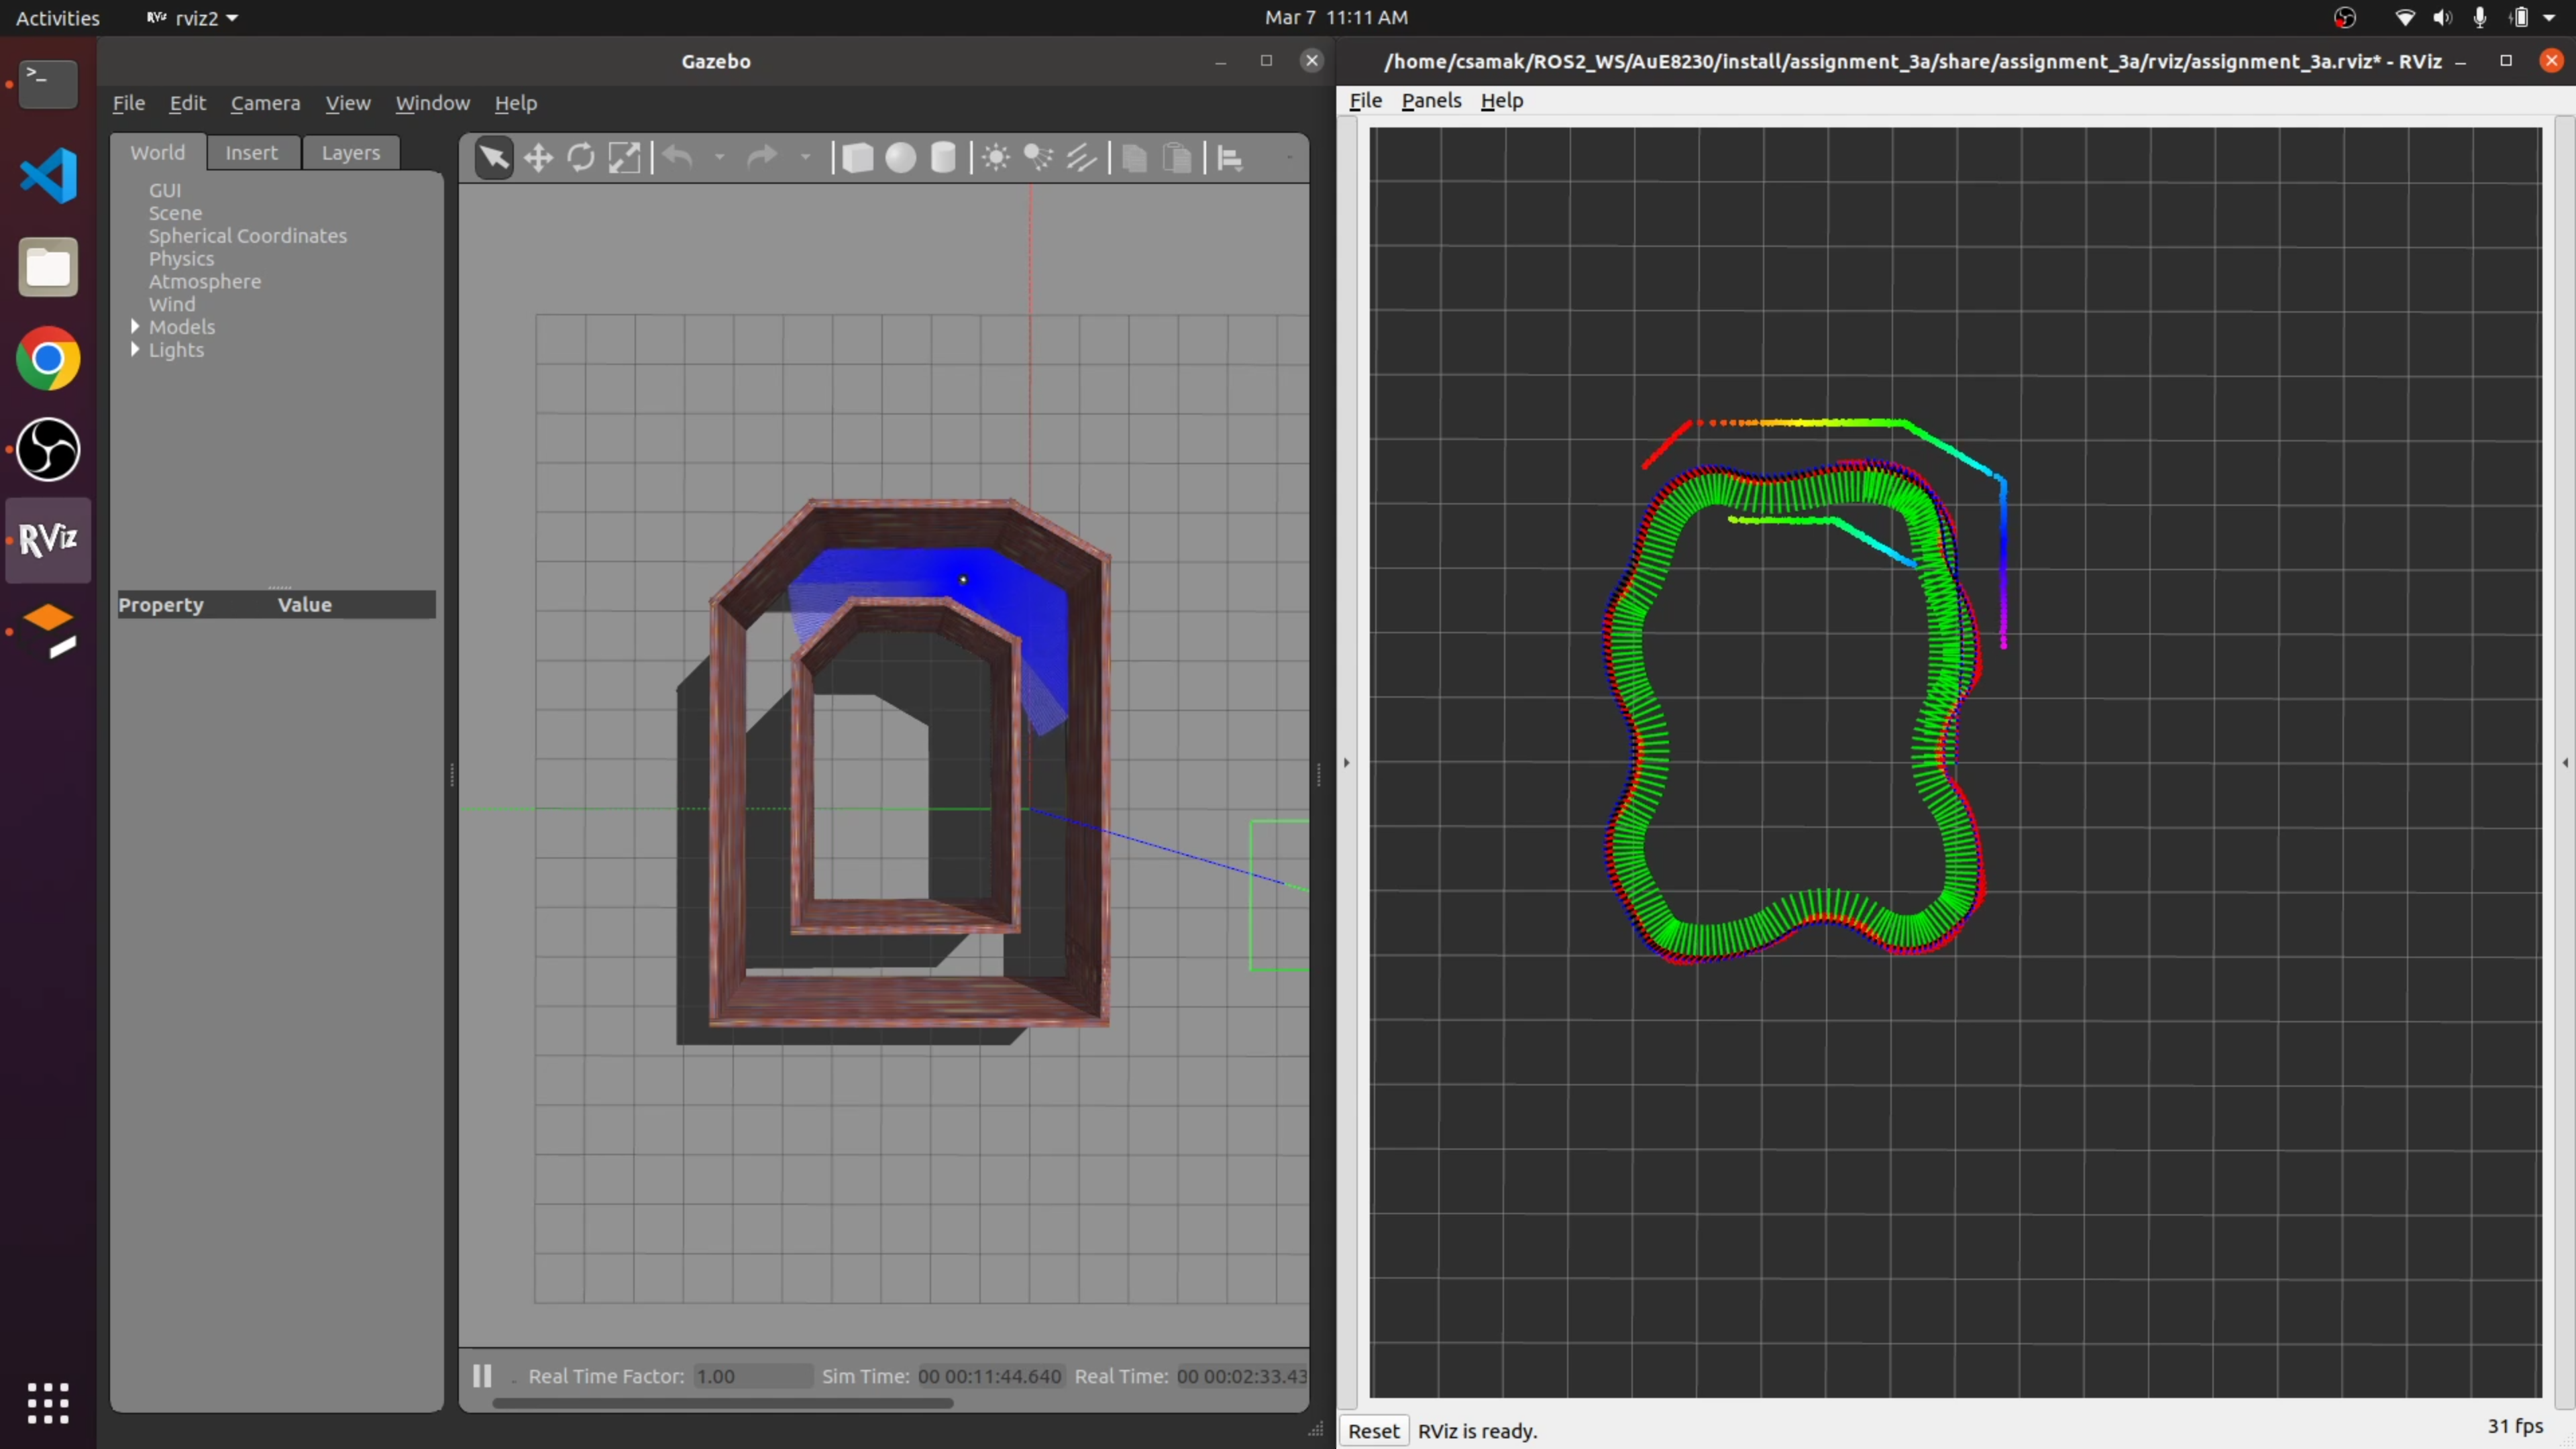 Activities
RViz rviz2
Mar 7 11:11 AM
Gazebo
File Edit Camera View Window Help
World Insert Layers
GUI
Scene
Spherical Coordinates
Physics
Atmosphere
Wind
Models
Lights
Property Value
RViz
Real Time Factor: 1.00 Sim Time: 00 00:11:44.640 Real Time: 00 00:02:33.43
/home/csamak/ROS2_WS/AuE8230/install/assignment_3a/share/assignment_3a/rviz/assignment_3a.rviz* - RViz
File Panels Help
Reset RViz is ready.
31 fps